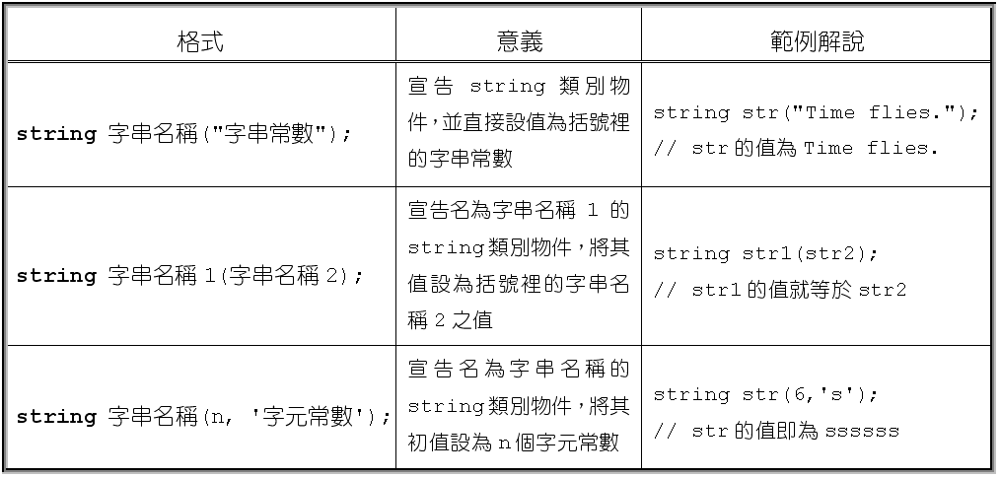 格式
意義
範例解說
string 字串名稱("字串常數");
宣告 string 類別物
件，並直接設值為括號裡
的字串常數
string str("Time flies.");
// str 的值為 Time flies.
string 字串名稱 1(字串名稱 2);
宣告名為字串名稱 1 的
string 類別物件，將其
值設為括號裡的字串名
稱 2 之值
string str1(str2);
// str1 的值就等於 str2
string 字串名稱(n, '字元常數');
宣告名為字串名稱的
string 類別物件，將其
初值設為 n 個字元常數
string str(6,'s');
// str 的值即為 ssssss